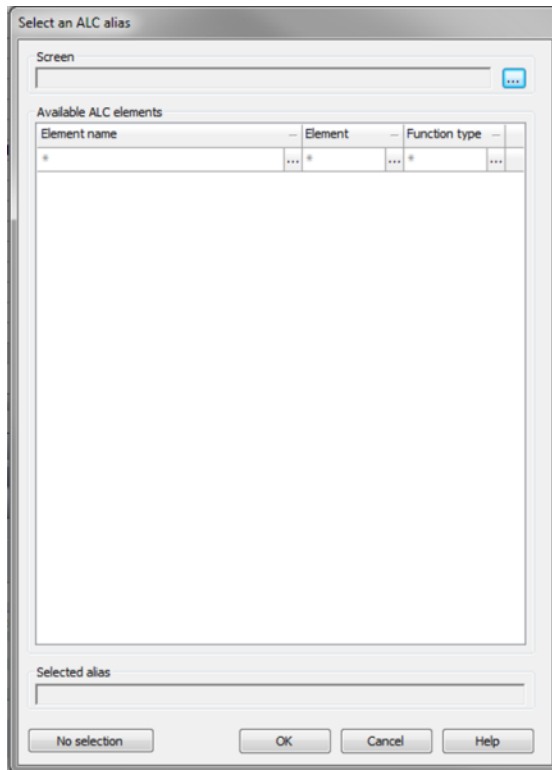 Select an ALC alias
Screen
...
Available ALC elements
Element name Element Function type
* ... * ... * ...
Selected alias
No selection OK Cancel Help